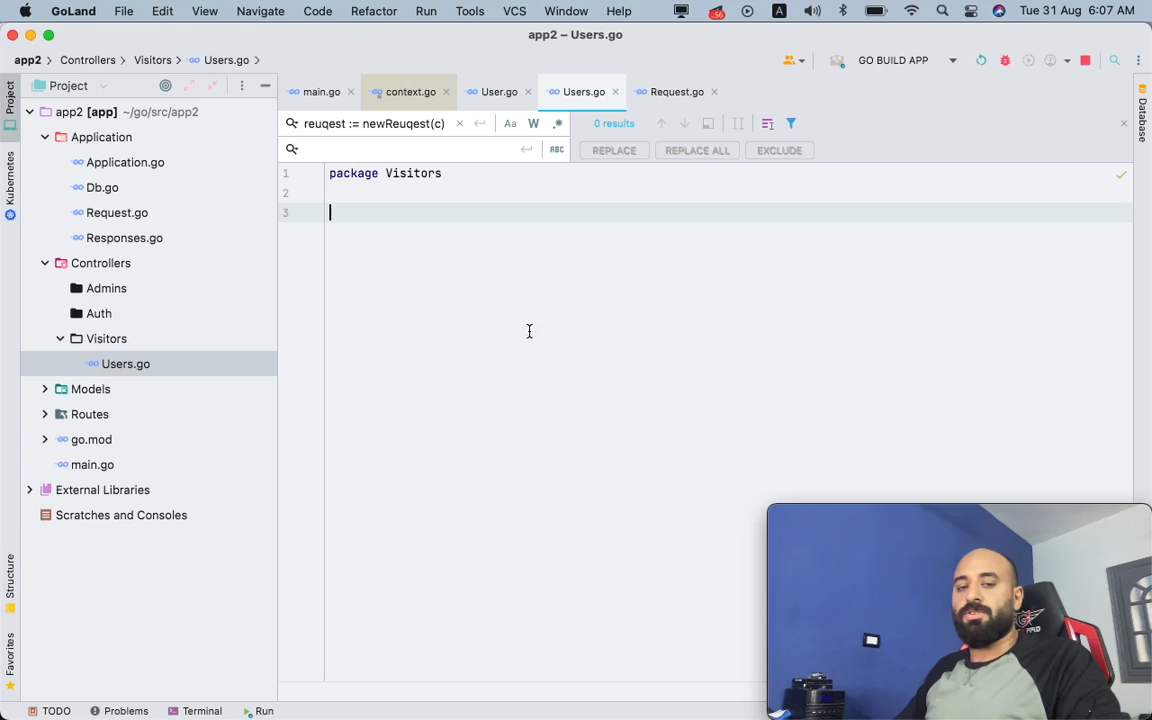 GoLand File Edit View Navigate Code Refactor Run Tools VCS Window Help 56 A Tue 31 Aug 6:07 AM
app2 – Users.go
app2 Controllers Visitors Users.go GO BUILD APP
Project Project main.go context.go User.go Users.go Request.go Database
app2 [app] ~/go/src/app2 reuqest := newReuqest(c) Aa W .* 0 results
Application ABC REPLACE REPLACE ALL EXCLUDE
Application.go
Db.go
Request.go
Responses.go
Controllers
Admins
Auth
Visitors
Users.go
Models
Routes
go.mod
main.go
External Libraries
Scratches and Consoles
1 package Visitors
2
3
Kubernetes
Structure
Favorites
TODO Problems Terminal Run